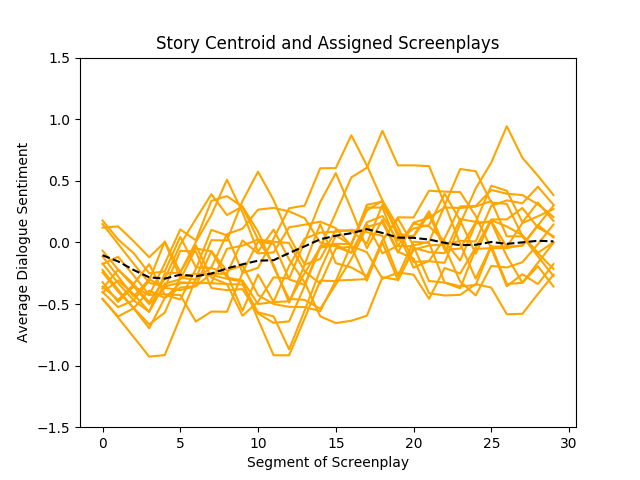 Story Centroid and Assigned Screenplays
1.5
1.0
0.5
0.0
−0.5
−1.0
−1.5
Average Dialogue Sentiment
0 5 10 15 20 25 30
Segment of Screenplay